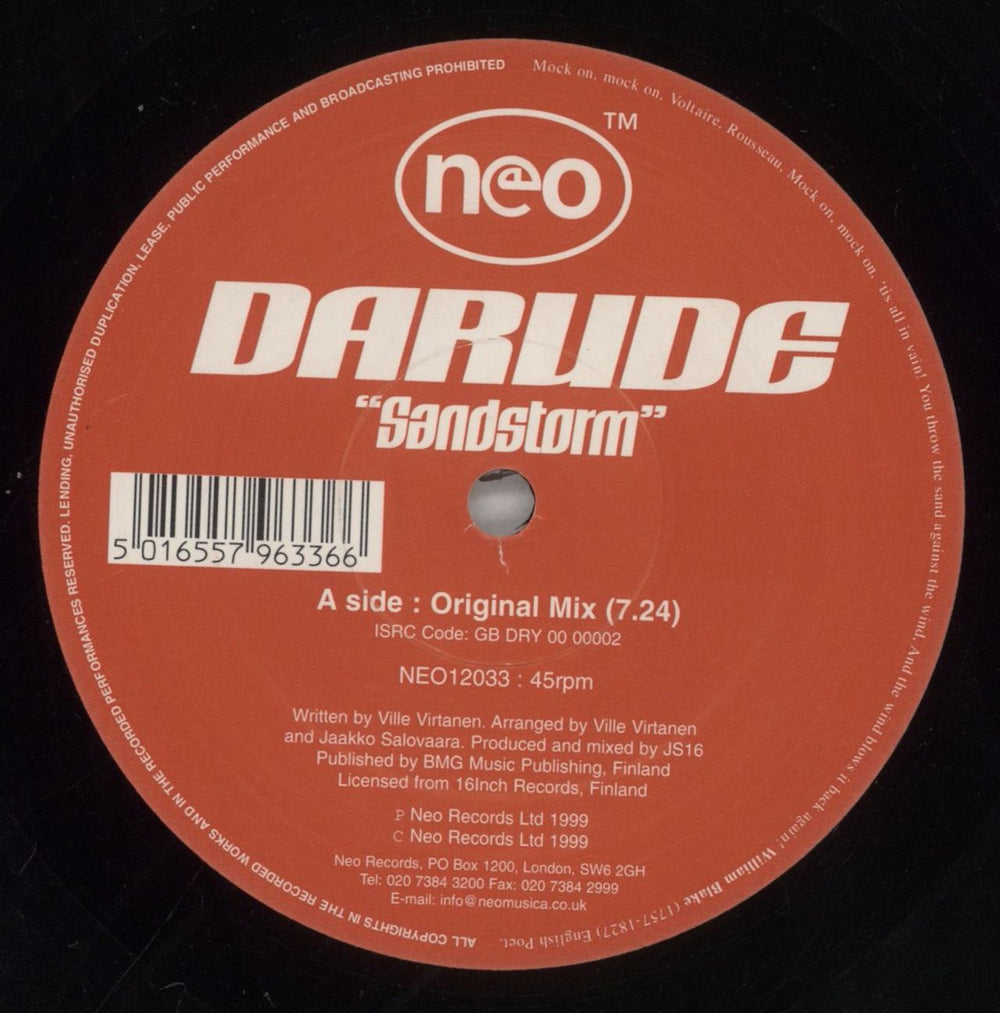 neo
TM
DARUDE
“Sandstorm”
5 016557 963366
A side : Original Mix (7.24)
ISRC Code: GB DRY 00 00002
NEO12033 : 45rpm
Written by Ville Virtanen. Arranged by Ville Virtanen
and Jaakko Salovaara. Produced and mixed by JS16
Published by BMG Music Publishing, Finland
Licensed from 16Inch Records, Finland
P Neo Records Ltd 1999
C Neo Records Ltd 1999
Neo Records, PO Box 1200, London, SW6 2GH
Tel: 020 7384 3200 Fax: 020 7384 2999
E-mail: info@neomusica.co.uk
ALL COPYRIGHTS IN THE RECORDED WORKS AND IN THE RECORDED PERFORMANCES RESERVED. LENDING, UNAUTHORISED DUPLICATION, LEASE, PUBLIC PERFORMANCE AND BROADCASTING PROHIBITED
Mock on, mock on, Voltaire, Rousseau, Mock on, mock on, 'tis all in vain! You throw the sand against the wind. And the wind blows it back again! William Blake (1757-1827) English Poet.